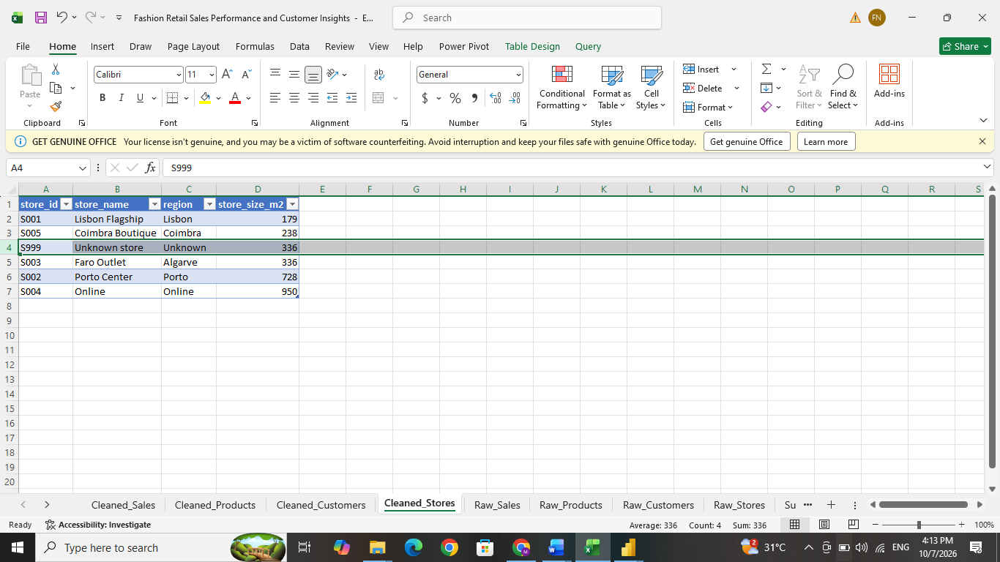 Fashion Retail Sales Performance and Customer Insights - E...
Search
FN
File Home Insert Draw Page Layout Formulas Data Review View Help Power Pivot Table Design Query
Share
Paste
Calibri
11
General
Conditional Formatting
Format as Table
Cell Styles
Insert
Delete
Format
Sort & Filter
Find & Select
Add-ins
Clipboard Font Alignment Number Styles Cells Editing Add-ins
GET GENUINE OFFICE Your license isn't genuine, and you may be a victim of software counterfeiting. Avoid interruption and keep your files safe with genuine Office today. Get genuine Office Learn more
A4 fx S999
A B C D E F G H I J K L M N O P Q R S
1 store_id store_name region store_size_m2
2 S001 Lisbon Flagship Lisbon 179
3 S005 Coimbra Boutique Coimbra 238
4 S999 Unknown store Unknown 336
5 S003 Faro Outlet Algarve 336
6 S002 Porto Center Porto 728
7 S004 Online Online 950
8
9
10
11
12
13
14
15
16
17
18
19
20
Cleaned_Sales Cleaned_Products Cleaned_Customers Cleaned_Stores Raw_Sales Raw_Products Raw_Customers Raw_Stores Su ...
Ready Accessibility: Investigate Average: 336 Count: 4 Sum: 336 100%
Type here to search
2
31°C
ENG
4:13 PM
10/7/2026